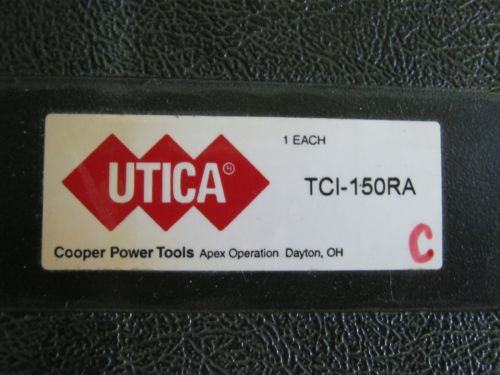 1 EACH
UTICA®
TCI-150RA
Cooper Power Tools Apex Operation Dayton, OH
C